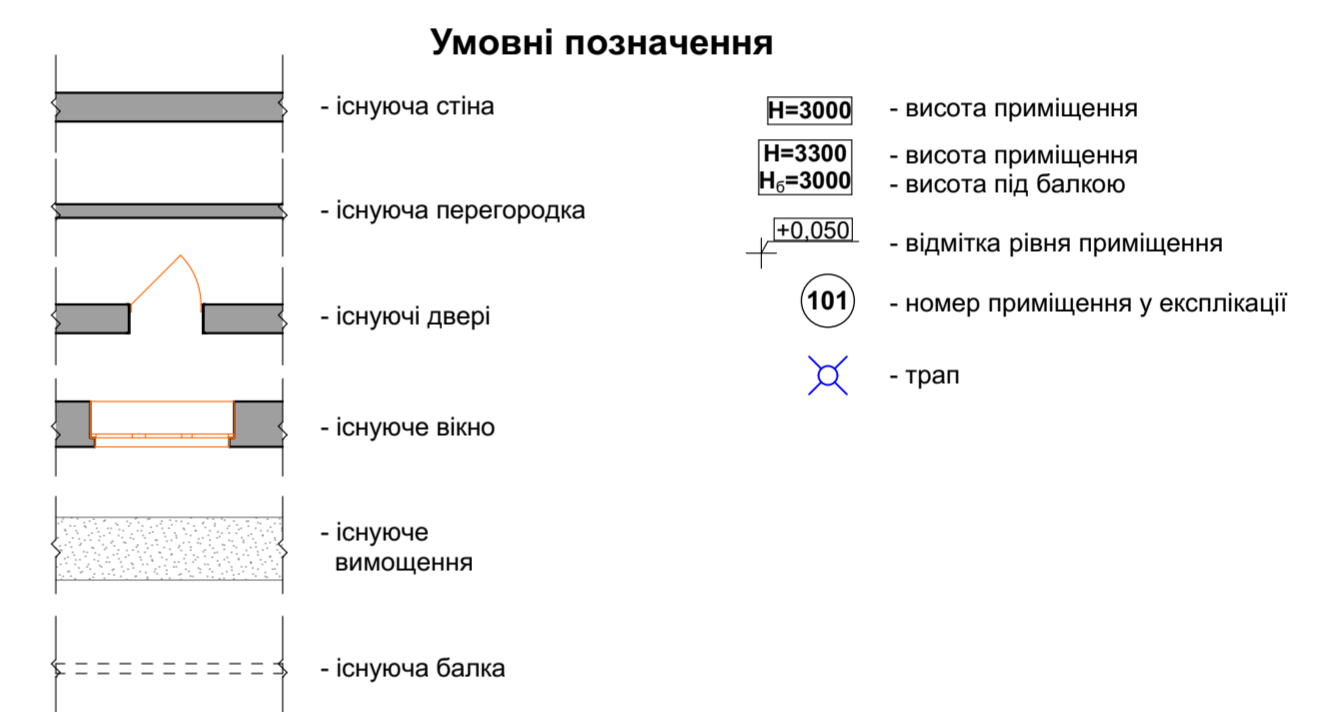 Умовні позначення
- існуюча стіна
- існуюча перегородка
- існуючі двері
- існуюче вікно
- існуюче
вимощення
- існуюча балка
H=3000 - висота приміщення
H=3300 - висота приміщення
Hб=3000 - висота під балкою
+0,050 - відмітка рівня приміщення
101 - номер приміщення у експлікації
- трап